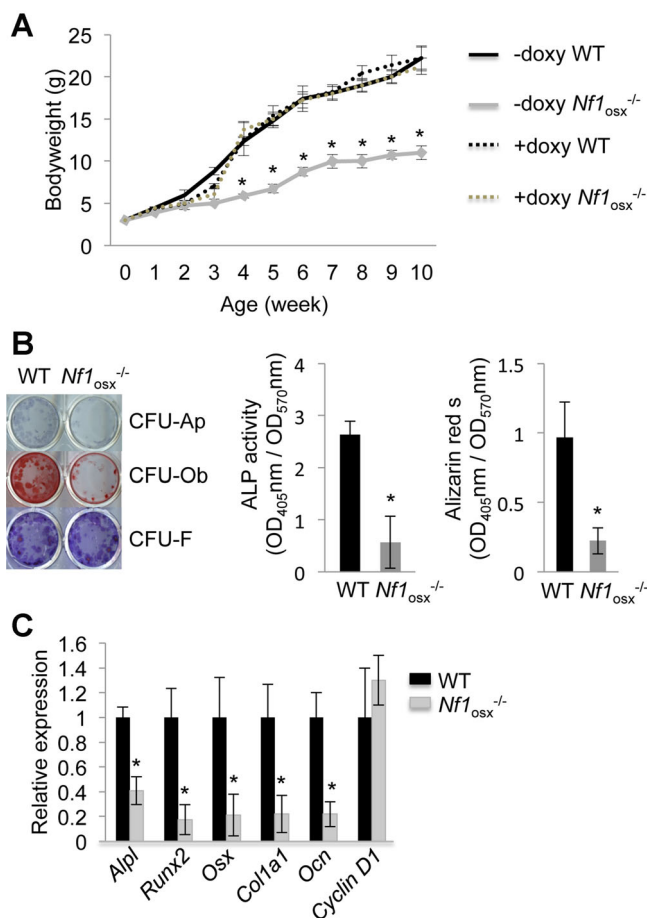 A
Bodyweight (g)
25
20
15
10
5
0
* * * * * * *
0 1 2 3 4 5 6 7 8 9 10
Age (week)
-doxy WT
-doxy Nf1osx-/-
+doxy WT
+doxy Nf1osx-/-
B
WT Nf1osx-/-
CFU-Ap
CFU-Ob
CFU-F
ALP activity
(OD405nm / OD570nm)
4
3
2
1
0
*
WT Nf1osx-/-
Alizarin red s
(OD405nm / OD570nm)
1.5
1
0.5
0
*
WT Nf1osx-/-
C
Relative expression
1.6
1.4
1.2
1
0.8
0.6
0.4
0.2
0
* * * * *
Alpl Runx2 Osx Col1a1 Ocn Cyclin D1
WT
Nf1osx-/-